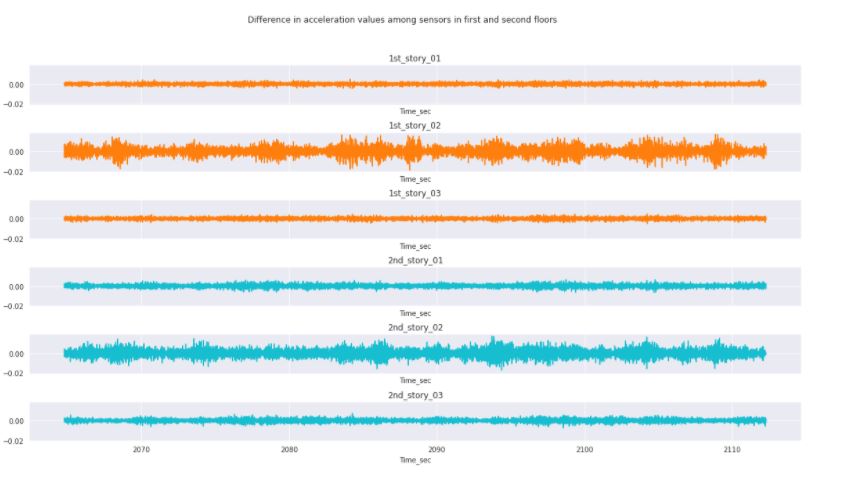 Difference in acceleration values among sensors in first and second floors
1st_story_01
0.00
−0.02
Time_sec
1st_story_02
0.00
−0.02
Time_sec
1st_story_03
0.00
−0.02
Time_sec
2nd_story_01
0.00
−0.02
Time_sec
2nd_story_02
0.00
−0.02
Time_sec
2nd_story_03
0.00
−0.02
2070 2080 2090 2100 2110
Time_sec